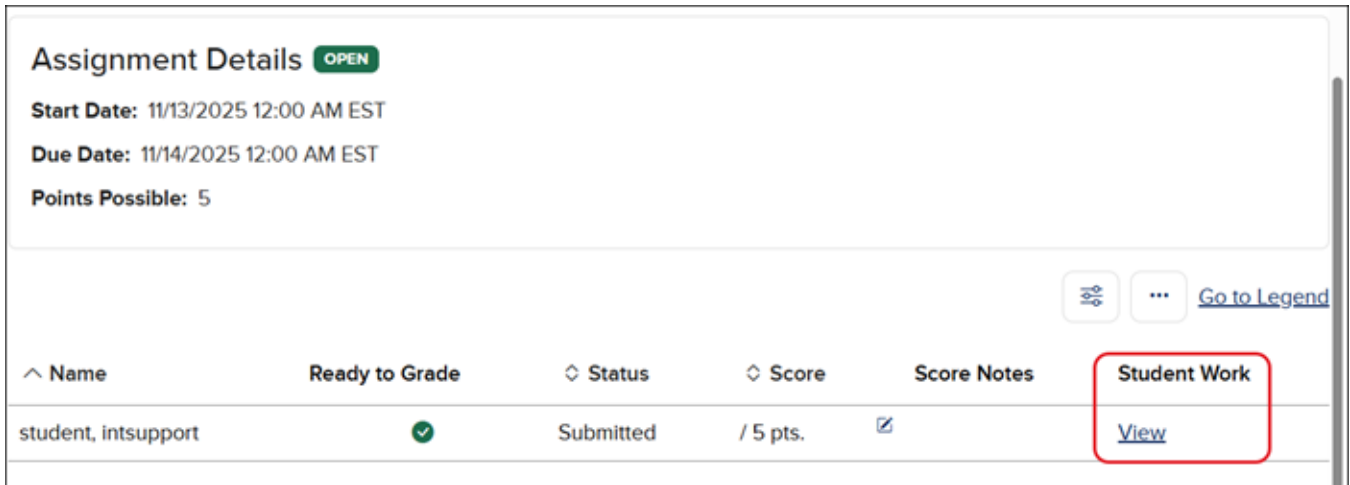 Assignment Details OPEN
Start Date: 11/13/2025 12:00 AM EST
Due Date: 11/14/2025 12:00 AM EST
Points Possible: 5
Go to Legend
Name Ready to Grade Status Score Score Notes Student Work
student, intsupport Submitted / 5 pts. View